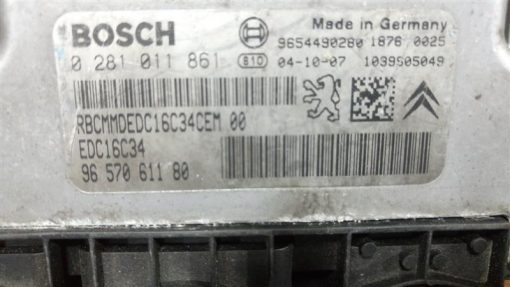 BOSCH
Made in Germany
9654490280 1876 0025
0 281 011 861 B10 04-10-07 1039S05049
RBCMMDEDC16C34CEM 00
EDC16C34
96 570 611 80